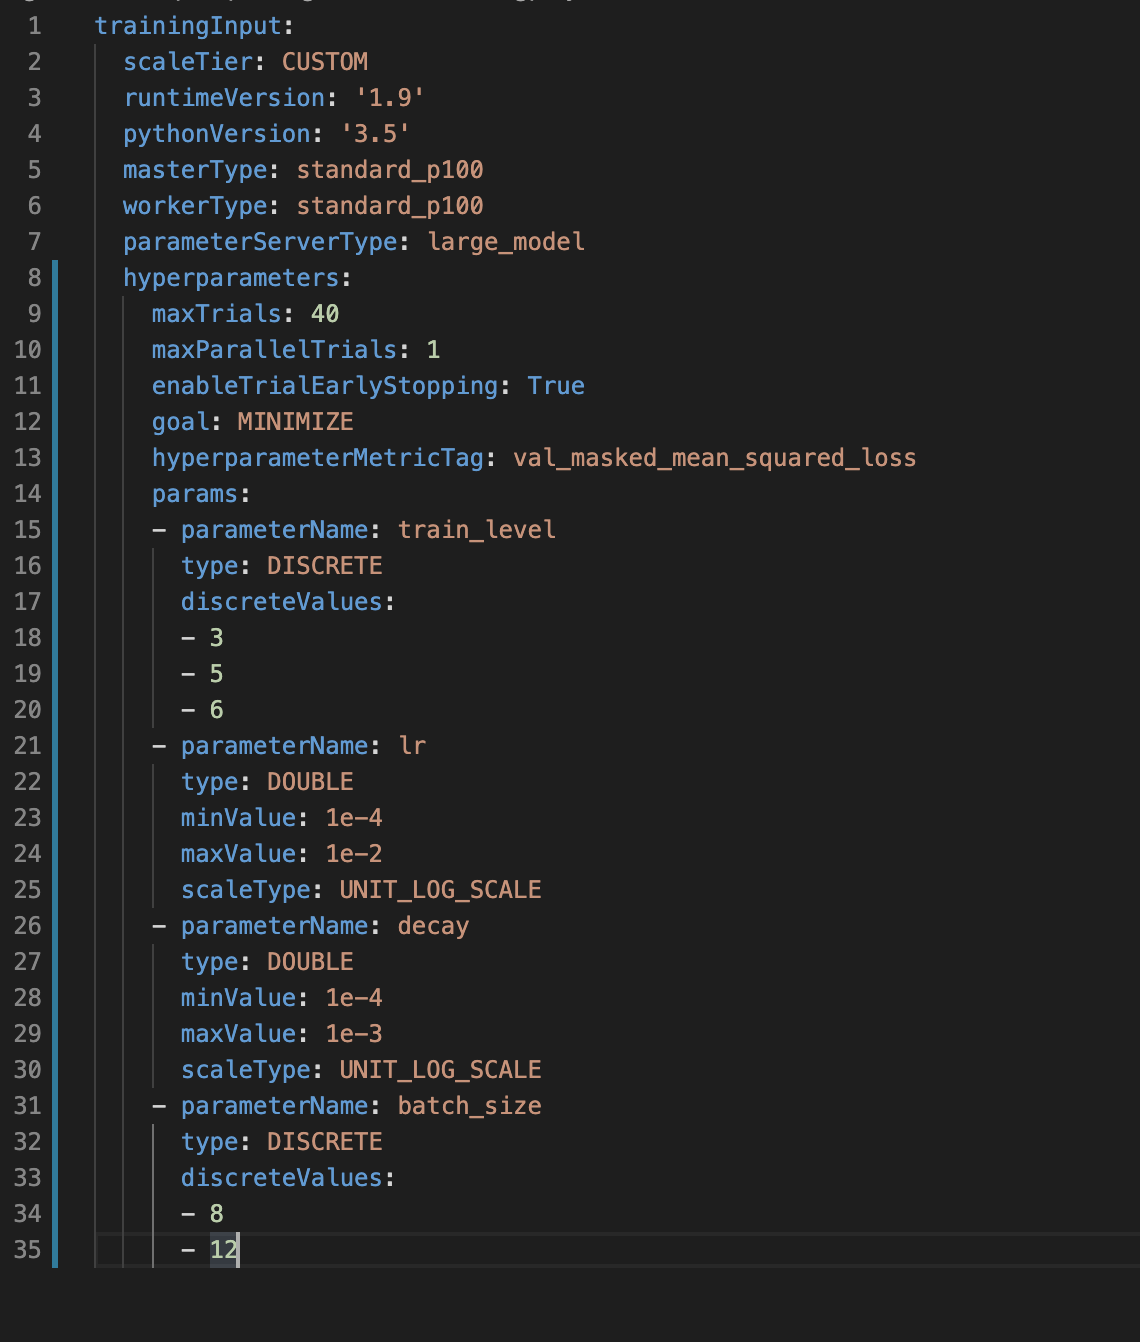 1 trainingInput:
2 scaleTier: CUSTOM
3 runtimeVersion: '1.9'
4 pythonVersion: '3.5'
5 masterType: standard_p100
6 workerType: standard_p100
7 parameterServerType: large_model
8 hyperparameters:
9 maxTrials: 40
10 maxParallelTrials: 1
11 enableTrialEarlyStopping: True
12 goal: MINIMIZE
13 hyperparameterMetricTag: val_masked_mean_squared_loss
14 params:
15 - parameterName: train_level
16 type: DISCRETE
17 discreteValues:
18 - 3
19 - 5
20 - 6
21 - parameterName: lr
22 type: DOUBLE
23 minValue: 1e-4
24 maxValue: 1e-2
25 scaleType: UNIT_LOG_SCALE
26 - parameterName: decay
27 type: DOUBLE
28 minValue: 1e-4
29 maxValue: 1e-3
30 scaleType: UNIT_LOG_SCALE
31 - parameterName: batch_size
32 type: DISCRETE
33 discreteValues:
34 - 8
35 - 12